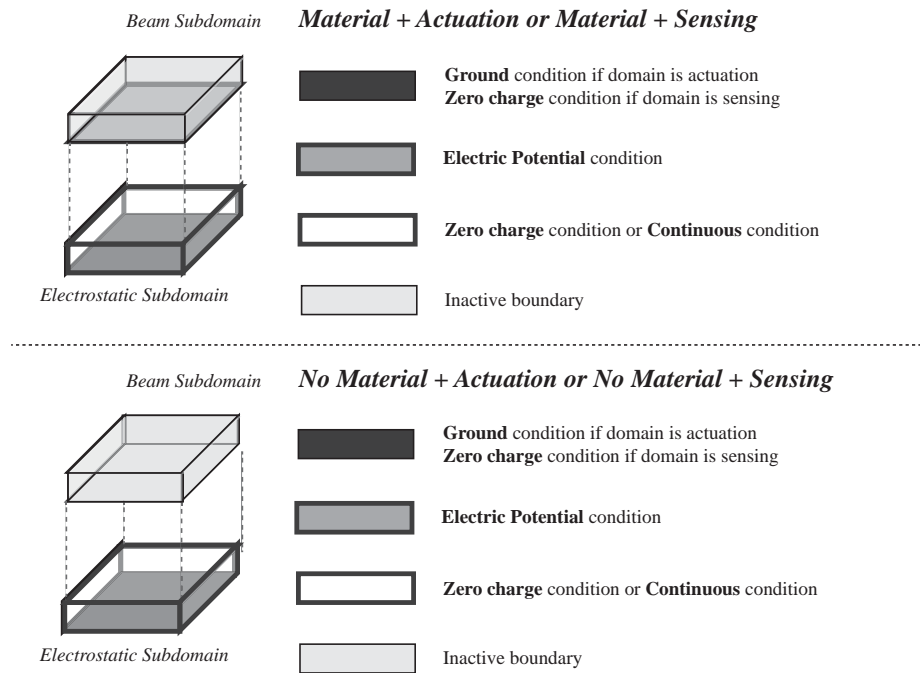 Beam Subdomain
Material + Actuation or Material + Sensing
Ground condition if domain is actuation
Zero charge condition if domain is sensing
Electric Potential condition
Zero charge condition or Continuous condition
Electrostatic Subdomain
Inactive boundary
Beam Subdomain
No Material + Actuation or No Material + Sensing
Ground condition if domain is actuation
Zero charge condition if domain is sensing
Electric Potential condition
Zero charge condition or Continuous condition
Electrostatic Subdomain
Inactive boundary